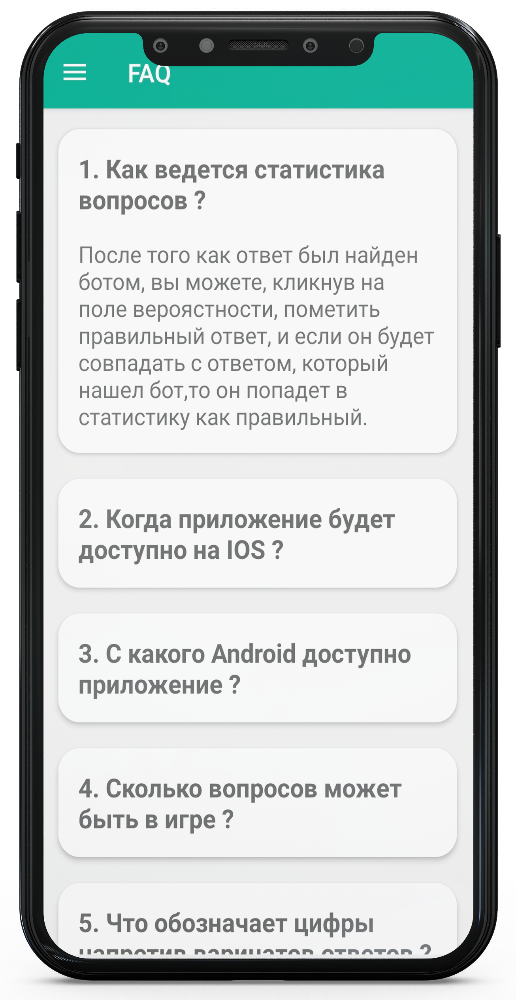 FAQ
1. Как ведется статистика
вопросов ?
После того как ответ был найден
ботом, вы можете, кликнув на
поле вероястности, пометить
правильный ответ, и если он будет
совпадать с ответом, который
нашел бот,то он попадет в
статистику как правильный.
2. Когда приложение будет
доступно на IOS ?
3. С какого Android доступно
приложение ?
4. Сколько вопросов может
быть в игре ?
5. Что обозначает цифры
напротив ответов ?